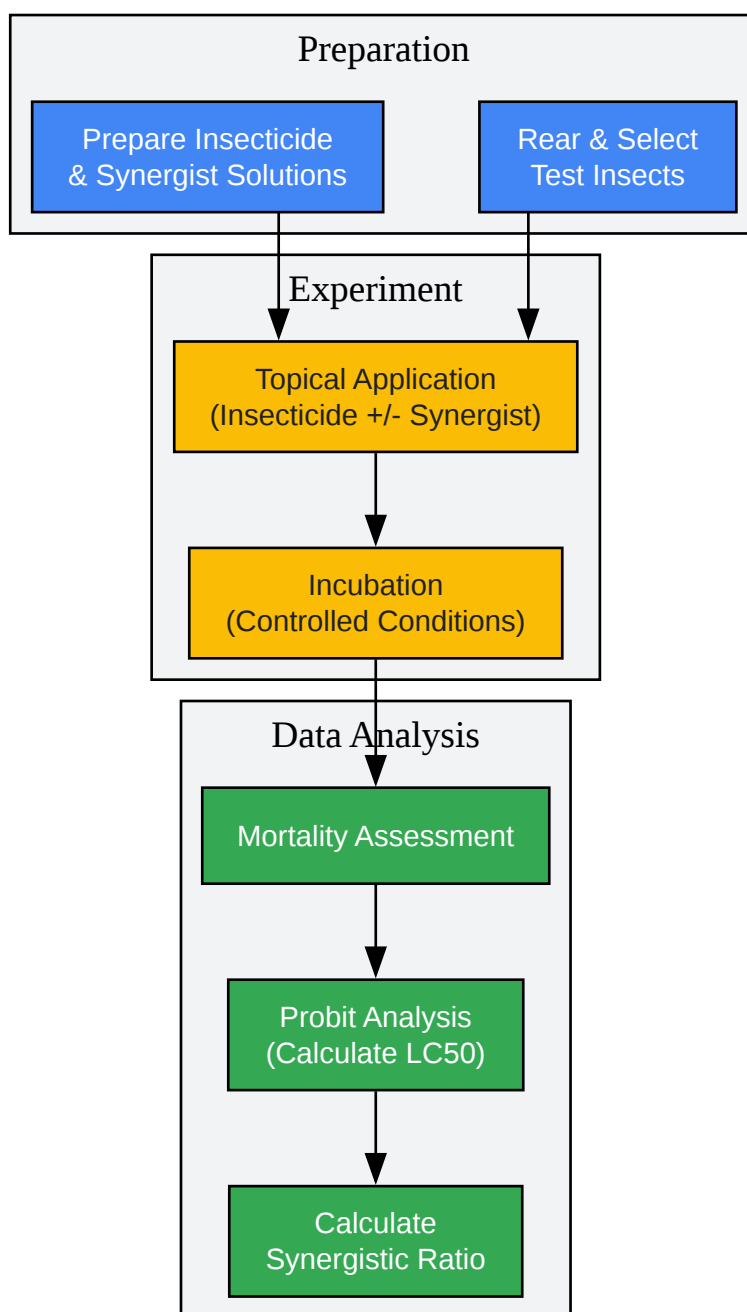 Preparation
Prepare Insecticide
& Synergist Solutions
Rear & Select
Test Insects
Experiment
Topical Application
(Insecticide +/- Synergist)
Incubation
(Controlled Conditions)
Data Analysis
Mortality Assessment
Probit Analysis
(Calculate LC50)
Calculate
Synergistic Ratio